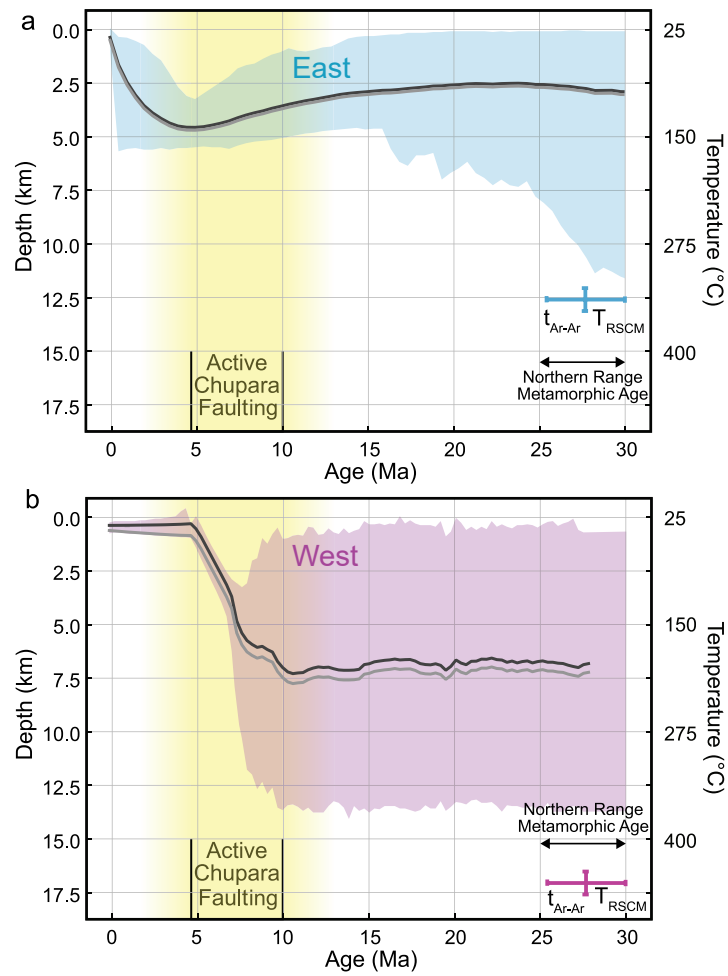 a
0.0
2.5
5.0
7.5
10.0
12.5
15.0
17.5
Depth (km)
East
25
150
275
400
Temperature (°C)
tAr-Ar TRSCM
Northern Range
Metamorphic Age
Active
Chupara
Faulting
0 5 10 15 20 25 30
Age (Ma)
b
0.0
2.5
5.0
7.5
10.0
12.5
15.0
17.5
Depth (km)
West
25
150
275
400
Temperature (°C)
Northern Range
Metamorphic Age
tAr-Ar TRSCM
Active
Chupara
Faulting
0 5 10 15 20 25 30
Age (Ma)